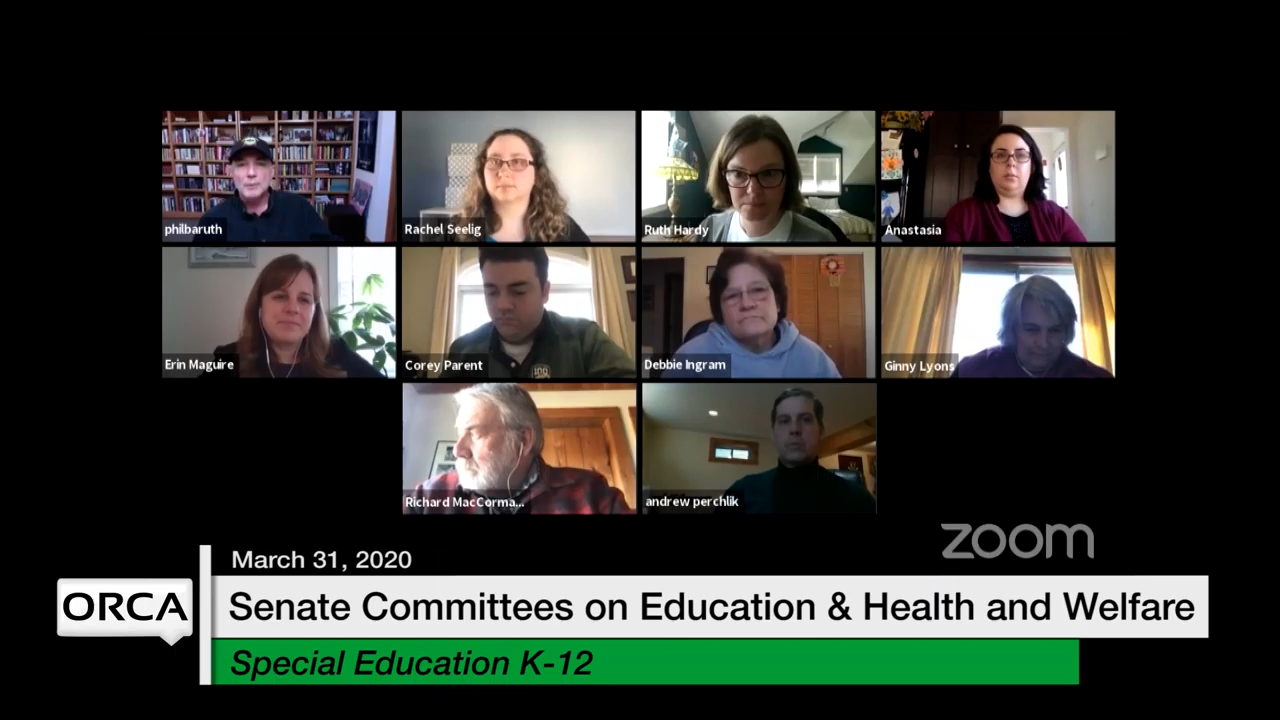 philbaruth
Rachel Seelig
Ruth Hardy
Anastasia
Erin Maguire
Corey Parent
Debbie Ingram
Ginny Lyons
Richard MacCorma...
andrew perchlik
zoom
March 31, 2020
ORCA
Senate Committees on Education & Health and Welfare
Special Education K-12